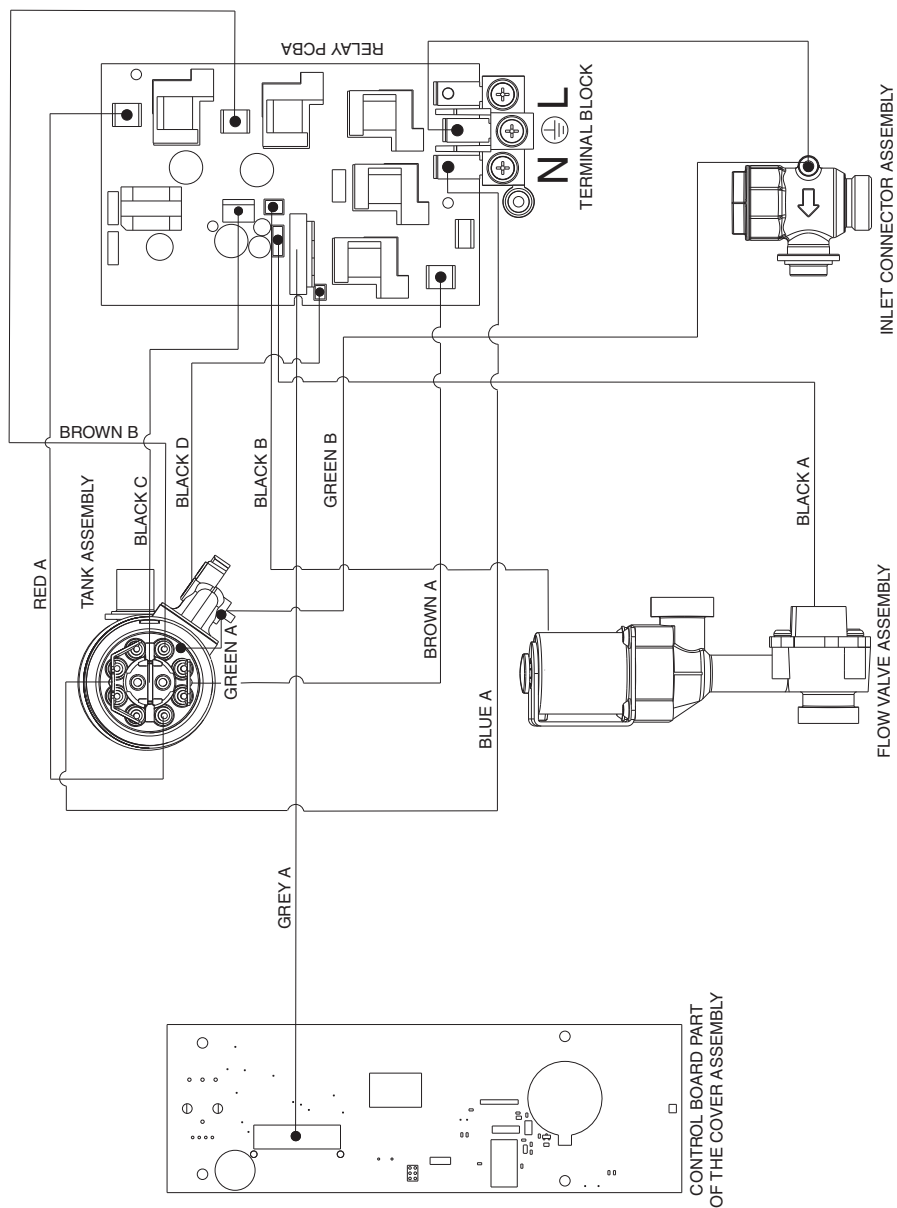 RELAY PCBA
N
L
TERMINAL BLOCK
INLET CONNECTOR ASSEMBLY
BROWN B
RED A
TANK ASSEMBLY
BLACK C
BLACK D
BLACK B
GREEN B
BLACK A
GREEN A
BROWN A
BLUE A
FLOW VALVE ASSEMBLY
GREY A
CONTROL BOARD PART
OF THE COVER ASSEMBLY